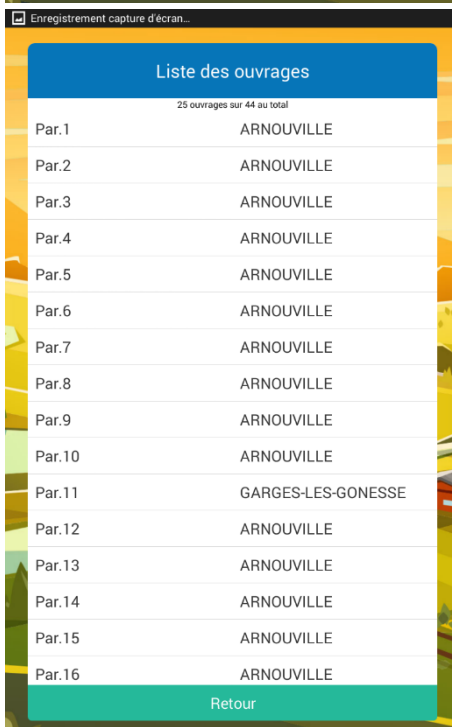 Enregistrement capture d'écran...
Liste des ouvrages
25 ouvrages sur 44 au total
Par.1 ARNOUVILLE
Par.2 ARNOUVILLE
Par.3 ARNOUVILLE
Par.4 ARNOUVILLE
Par.5 ARNOUVILLE
Par.6 ARNOUVILLE
Par.7 ARNOUVILLE
Par.8 ARNOUVILLE
Par.9 ARNOUVILLE
Par.10 ARNOUVILLE
Par.11 GARGES-LES-GONESSE
Par.12 ARNOUVILLE
Par.13 ARNOUVILLE
Par.14 ARNOUVILLE
Par.15 ARNOUVILLE
Par.16 ARNOUVILLE
Retour